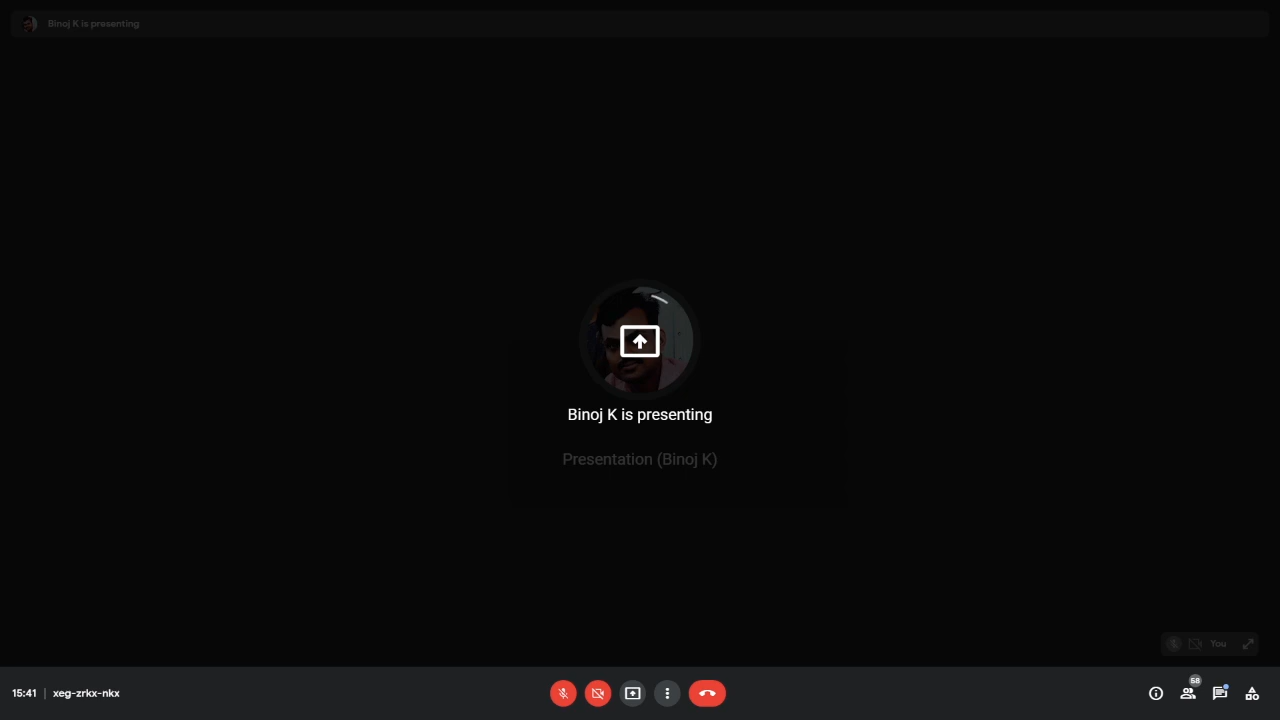 Binoj K is presenting
Binoj K is presenting
Presentation (Binoj K)
You
15:41 | xeg-zrkx-nkx
58